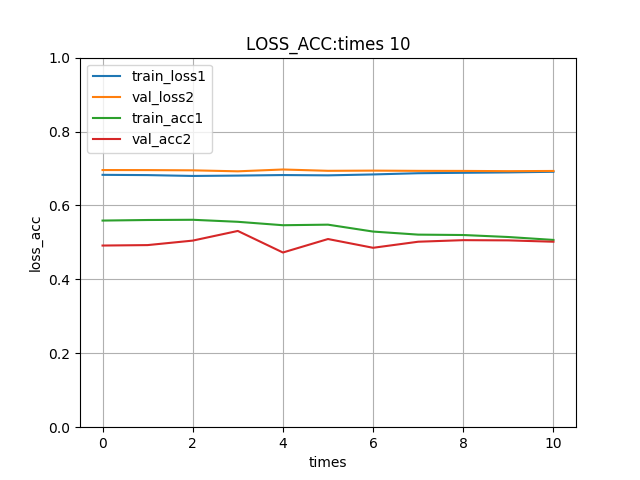 LOSS_ACC:times 10
1.0
0.8
0.6
0.4
0.2
0.0
loss_acc
train_loss1
val_loss2
train_acc1
val_acc2
0 2 4 6 8 10
times